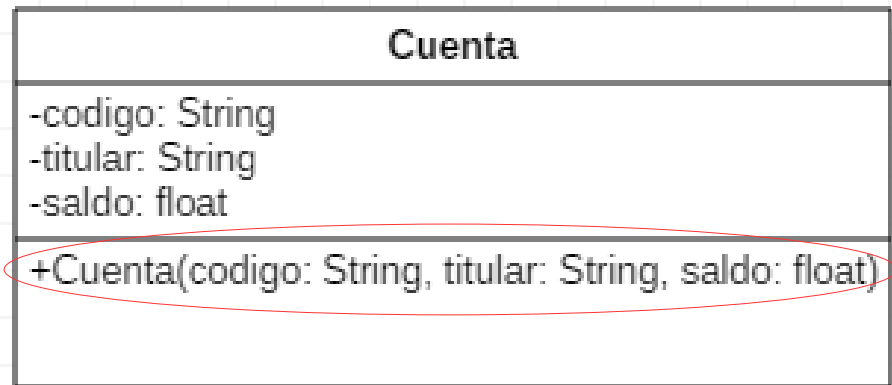 Cuenta
-codigo: String
-titular: String
-saldo: float
+Cuenta(codigo: String, titular: String, saldo: float)